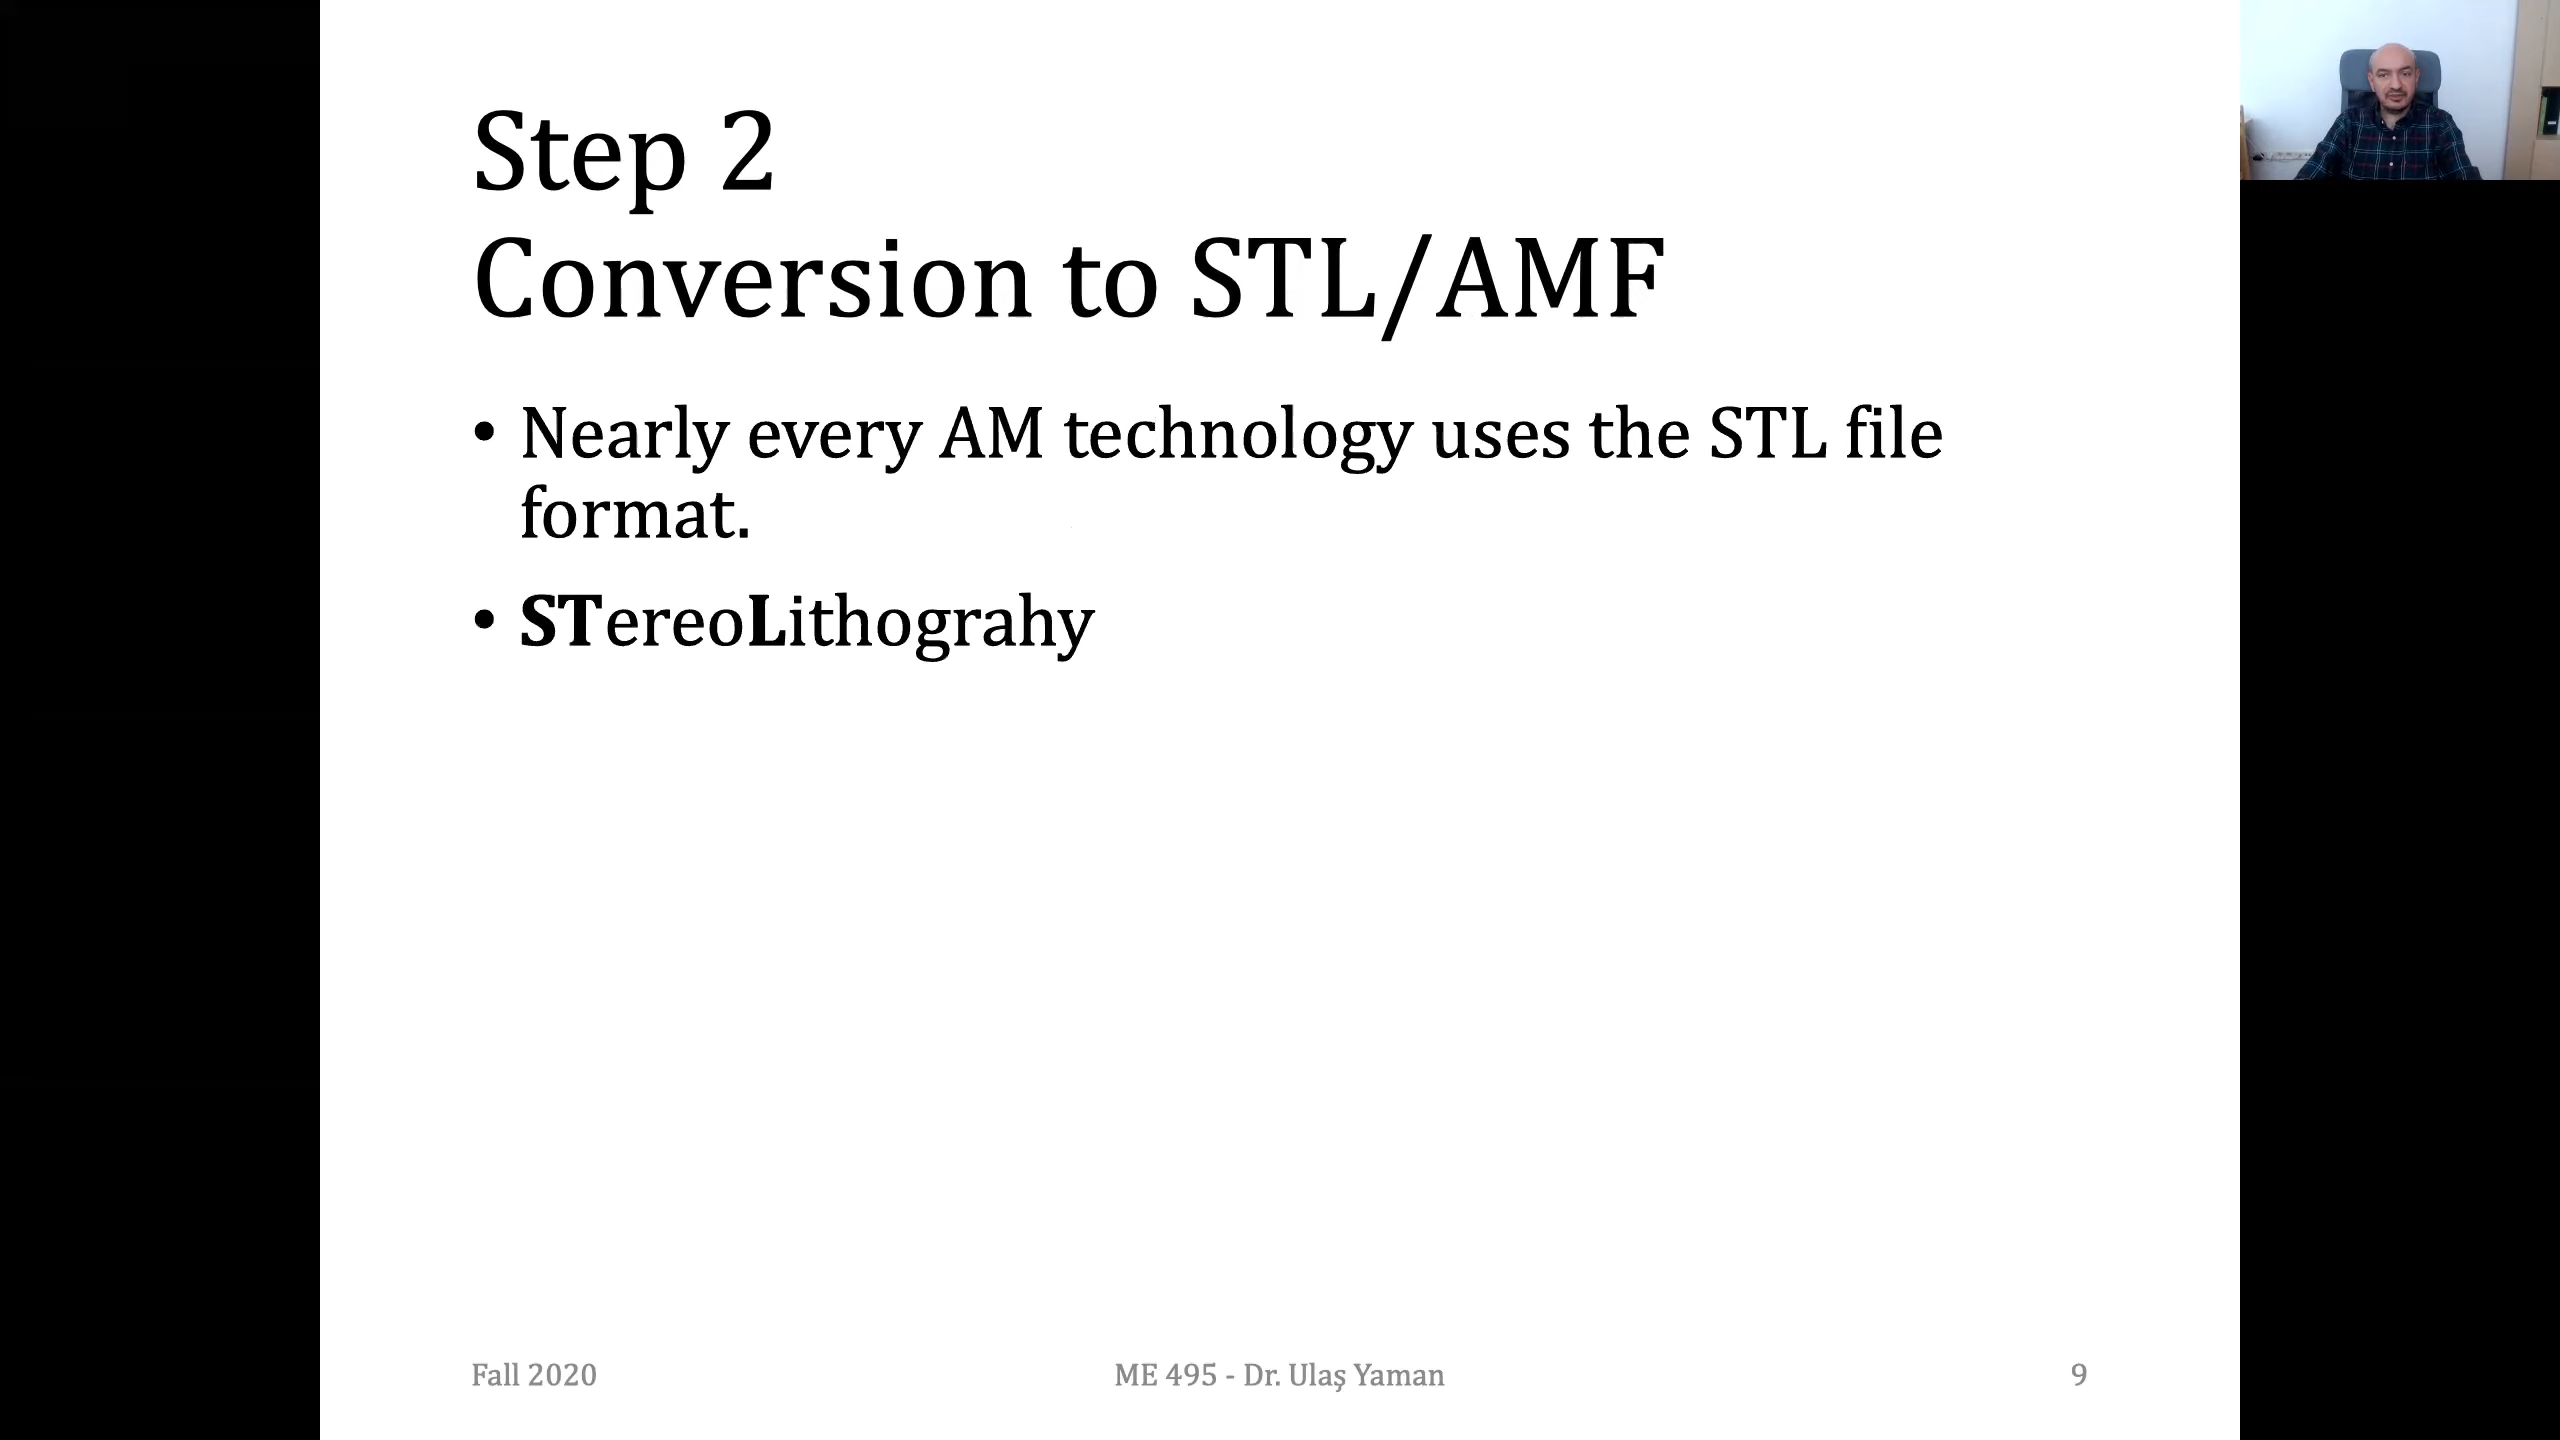 Step 2
Conversion to STL/AMF
• Nearly every AM technology uses the STL file
format.
• STereoLithograhy
Fall 2020
ME 495 - Dr. Ulaş Yaman
9